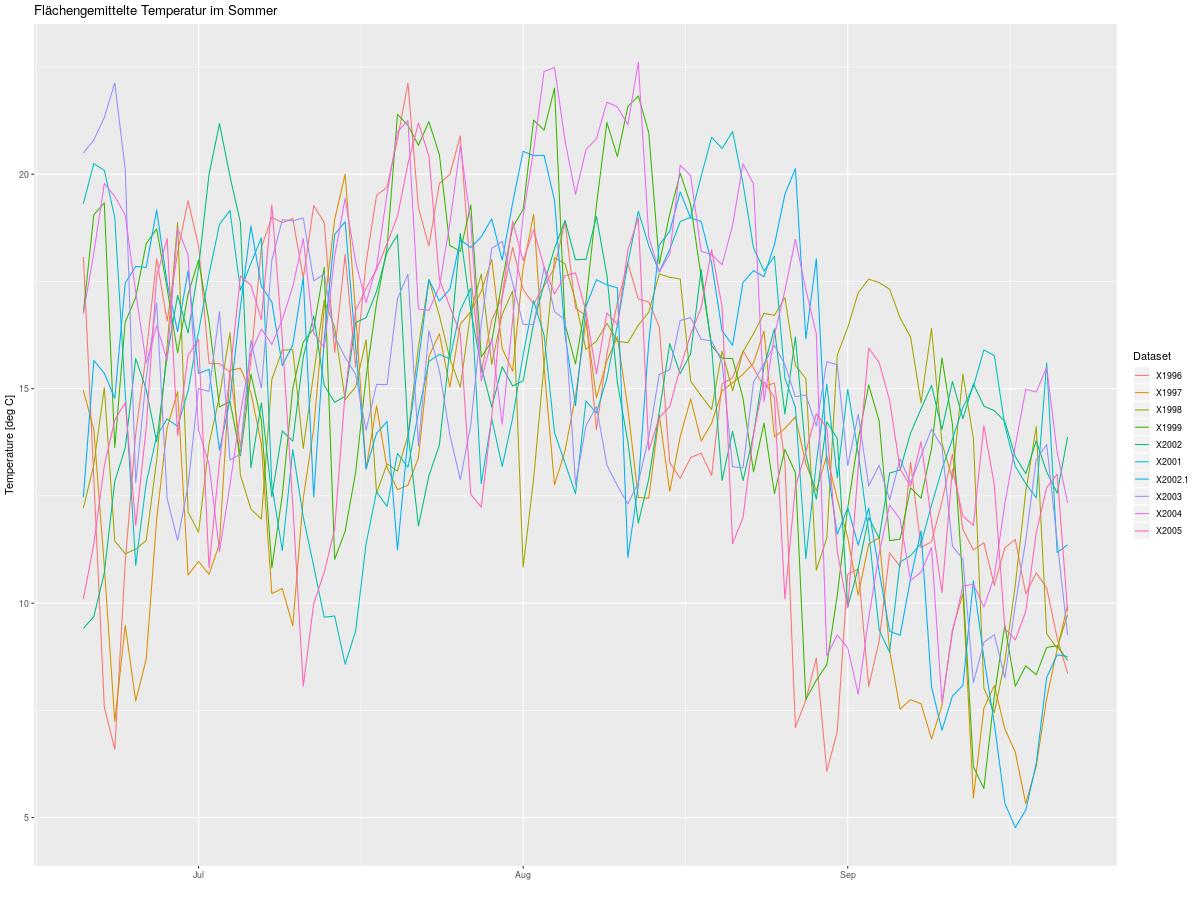 Flächengemittelte Temperatur im Sommer
Temperature [deg C]
20
15
10
5
Jul
Aug
Sep
Dataset
X1996
X1997
X1998
X1999
X2002
X2001
X2002.1
X2003
X2004
X2005